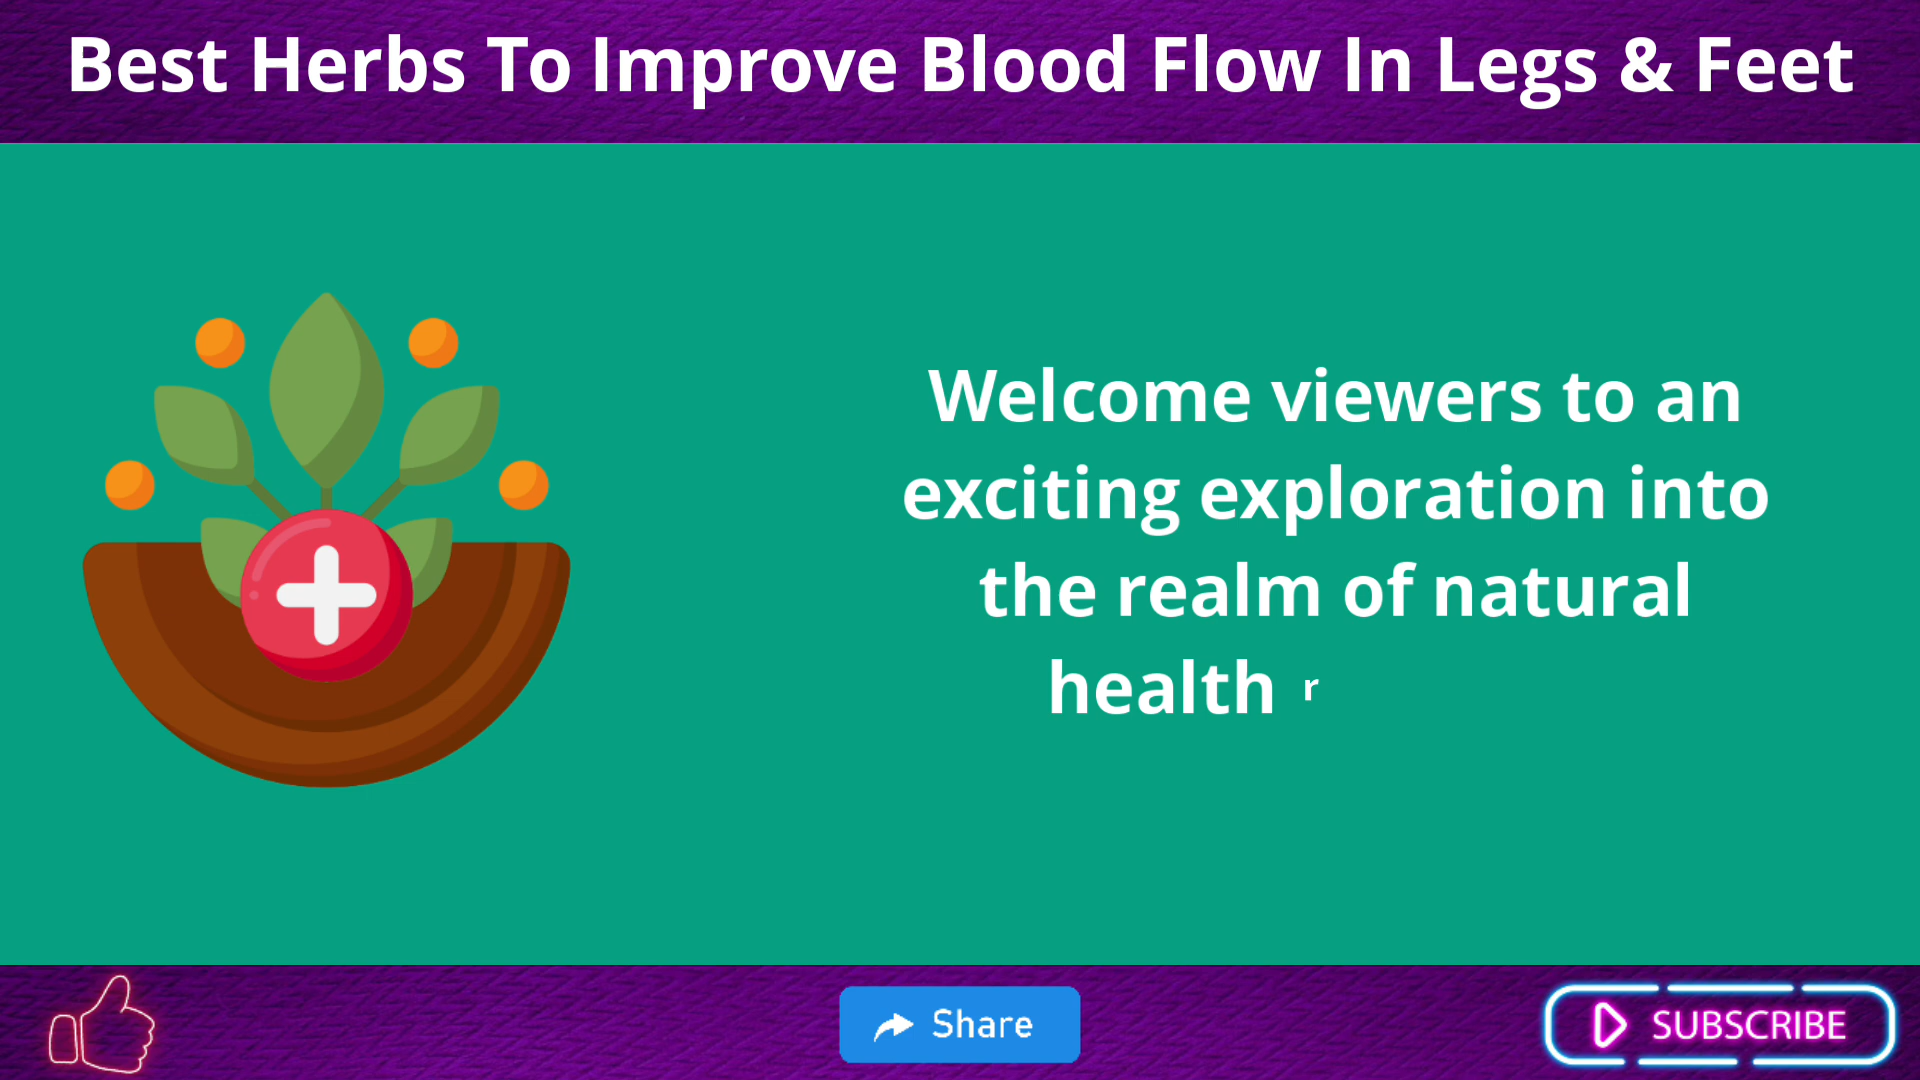 Best Herbs To Improve Blood Flow In Legs & Feet
Welcome viewers to an
exciting exploration into
the realm of natural
health r
Share
SUBSCRIBE